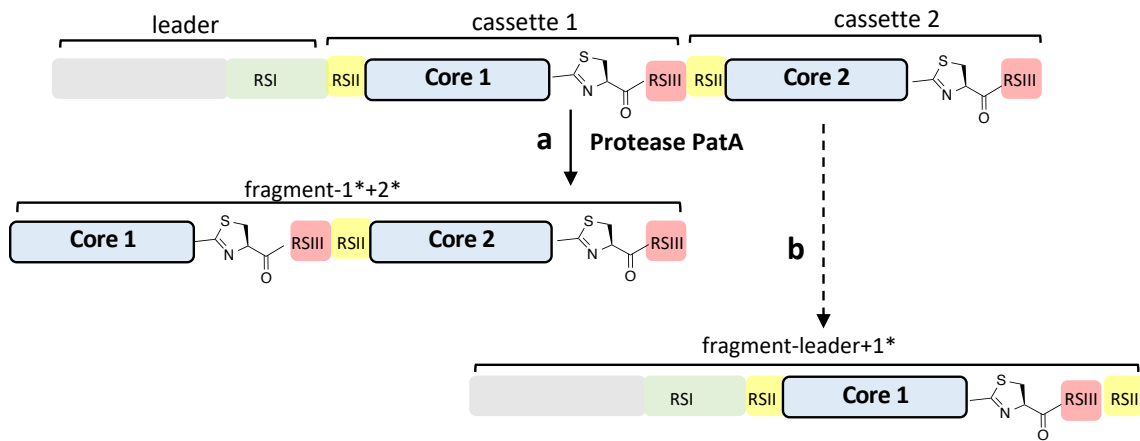 leader cassette 1 cassette 2
RSI RSII Core 1 S N O RSIII RSII Core 2 S N O RSIII
a Protease PatA
fragment-1*+2*
Core 1 S N O RSIII RSII Core 2 S N O RSIII
b
fragment-leader+1*
RSI RSII Core 1 S N O RSIII RSII